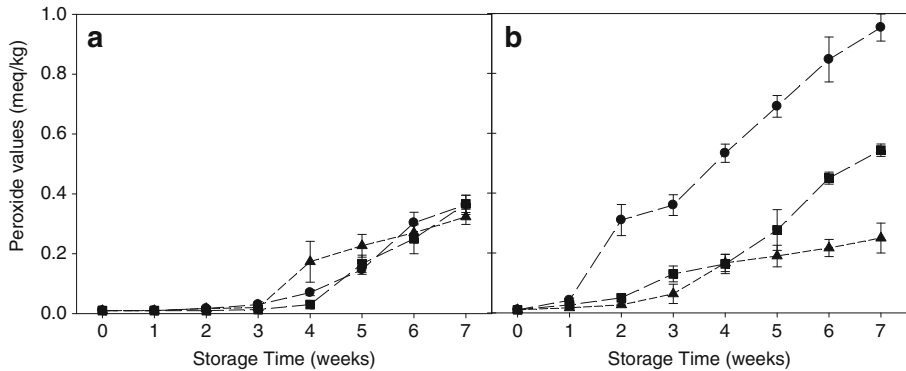 a
b
Peroxide values (meq/kg)
1.0
0.8
0.6
0.4
0.2
0.0
0 1 2 3 4 5 6 7
0 1 2 3 4 5 6 7
Storage Time (weeks)
Storage Time (weeks)